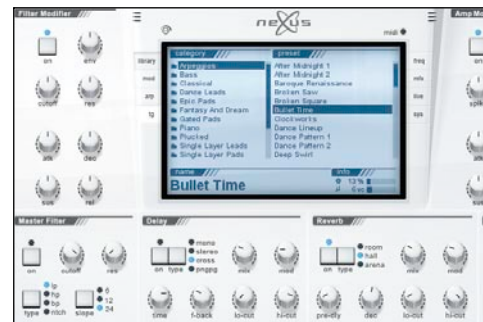 Filter Modifier
nexus
Amp Mo
midi
on
env
cutoff
res
atk
dec
sus
rel
library
mod
arp
tg
category
Arpeggios
Bass
Classical
Dance Leads
Epic Pads
Fantasy And Dream
Gated Pads
Piano
Plucked
Single Layer Leads
Single Layer Pads
preset
After Midnight 1
After Midnight 2
Baroque Renaissance
Broken Saw
Broken Square
Bullet Time
Clockworks
Dance Lineup
Dance Pattern 1
Dance Pattern 2
Deep Swirl
freq
sys
name
Bullet Time
info
13 %
on
spik
atk
sus
Master Filter
on
cutoff
res
type
lp
hp
bp
ntch
slope
6
12
24
Delay
on
type
mono
stereo
cross
pngpg
mix
mod
time
f-back
lo-cut
hi-cut
Reverb
on
type
room
hall
arena
mix
mod
pre-dly
dec
lo-cut
hi-cut